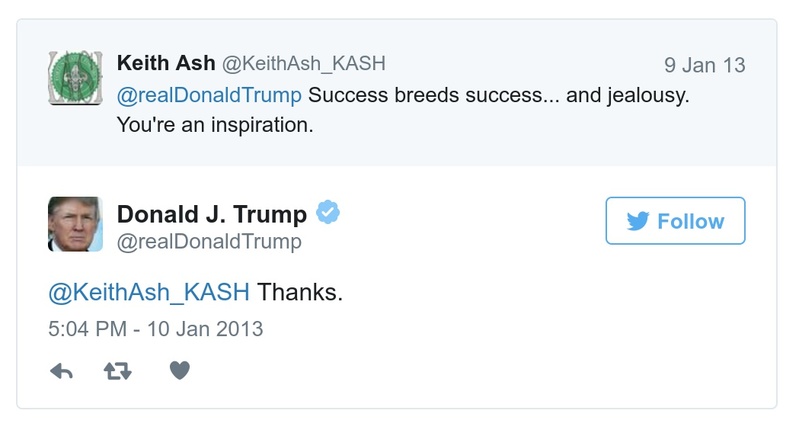 Keith Ash @KeithAsh_KASH 9 Jan 13
@realDonaldTrump Success breeds success... and jealousy.
You're an inspiration.
Donald J. Trump
Follow
@realDonaldTrump
@KeithAsh_KASH Thanks.
5:04 PM - 10 Jan 2013